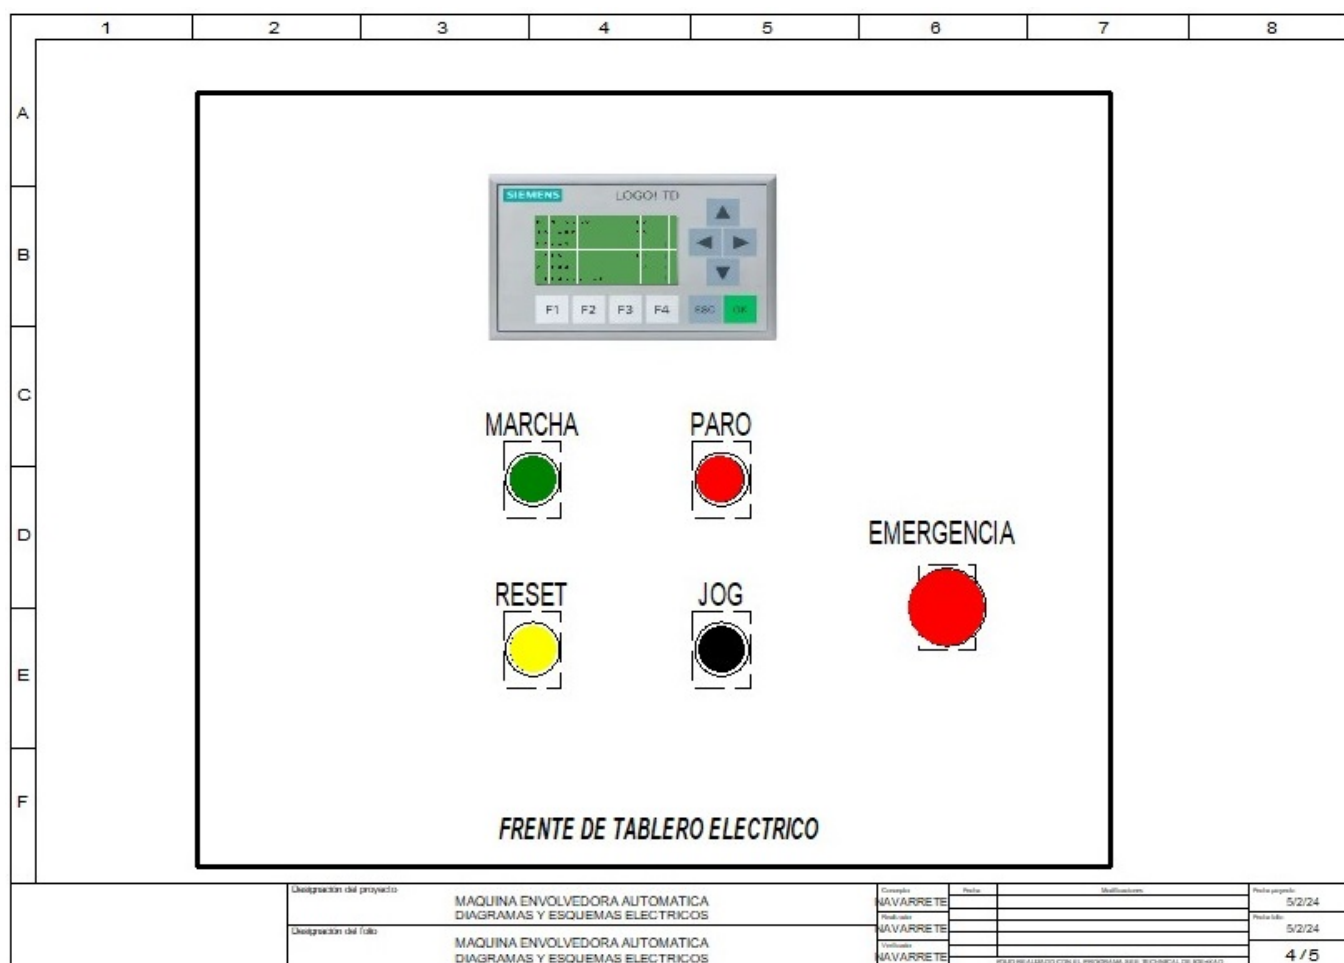 1 2 3 4 5 6 7 8
A
B
C
D
E
F
SIEMENS LOGO! TD
F1 F2 F3 F4 ESC OK
MARCHA PARO
EMERGENCIA
RESET JOG
FRENTE DE TABLERO ELECTRICO
Designación del proyecto
MAQUINA ENVOLVEDORA AUTOMATICA
DIAGRAMAS Y ESQUEMAS ELECTRICOS
Designación del folio
MAQUINA ENVOLVEDORA AUTOMATICA
DIAGRAMAS Y ESQUEMAS ELECTRICOS
NAVARRETE
Fecha
Modificaciones
5/2/24
NAVARRETE
5/2/24
Verificado
NAVARRETE
4/5